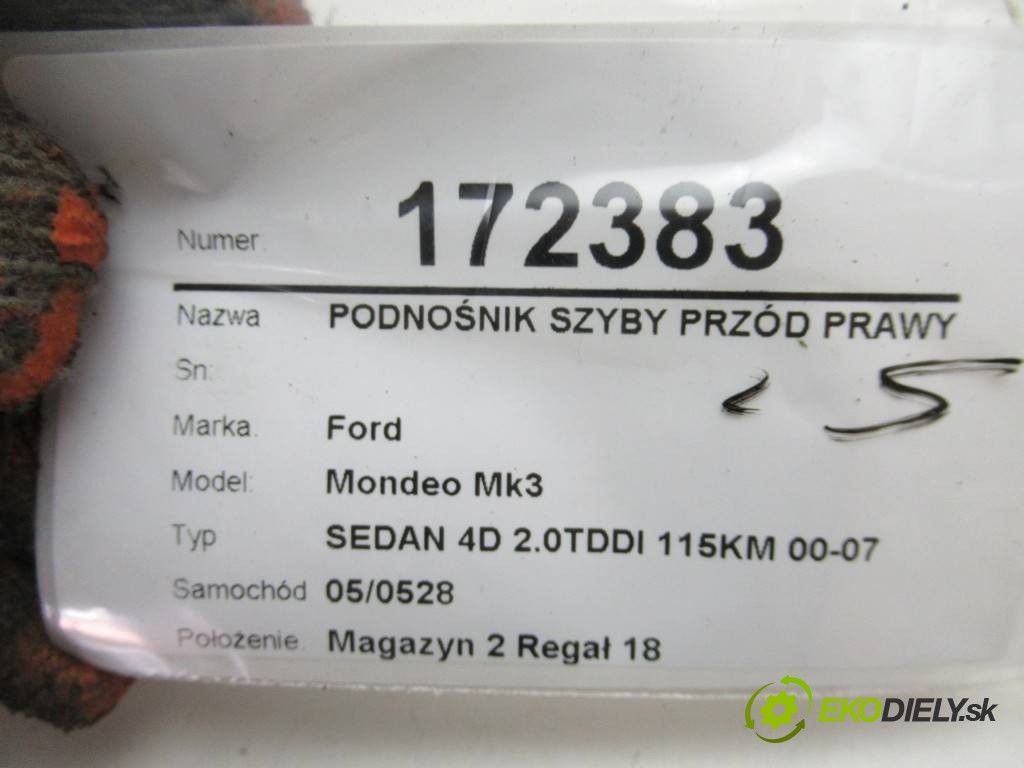 Numer 172383
Nazwa PODNOŚNIK SZYBY PRZÓD PRAWY
Sn:
Marka. Ford
Model: Mondeo Mk3
Typ SEDAN 4D 2.0TDDI 115KM 00-07
Samochód 05/0528
Położenie. Magazyn 2 Regał 18
EKODIELY.sk